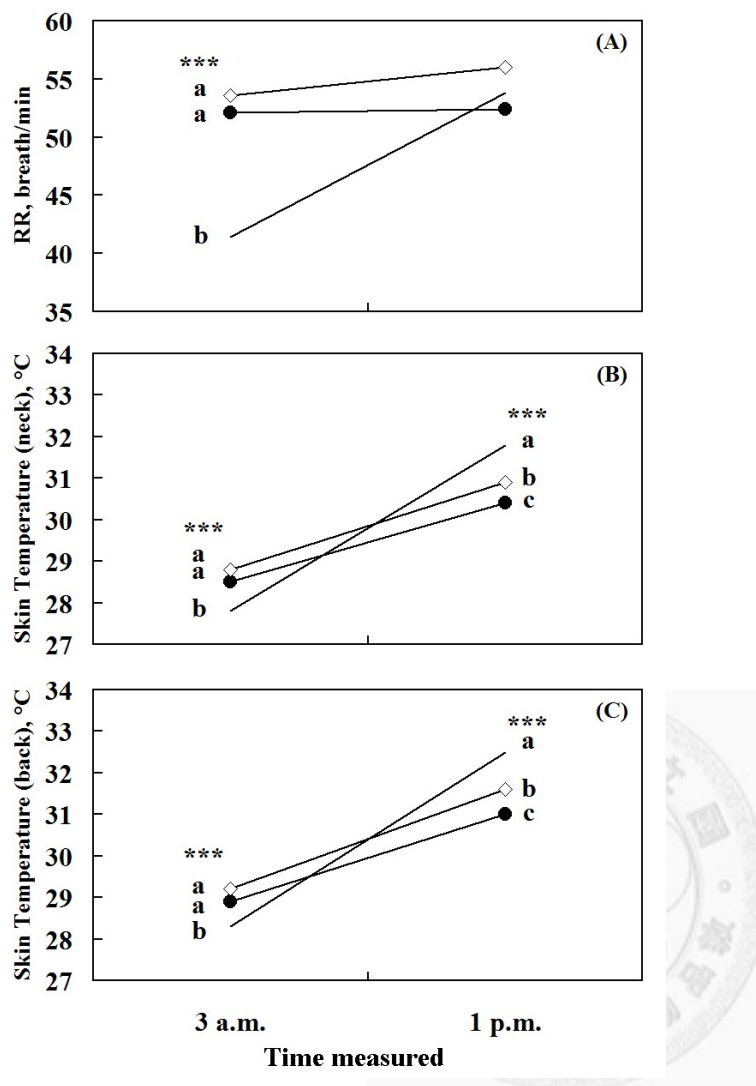 60
55
50
45
40
35
RR, breath/min
(A)
***
a
a
b
34
33
32
31
30
29
28
27
Skin Temperature (neck), °C
(B)
***
a
a
b
***
a
b
c
34
33
32
31
30
29
28
27
Skin Temperature (back), °C
(C)
***
a
a
b
***
a
b
c
3 a.m.
1 p.m.
Time measured
國